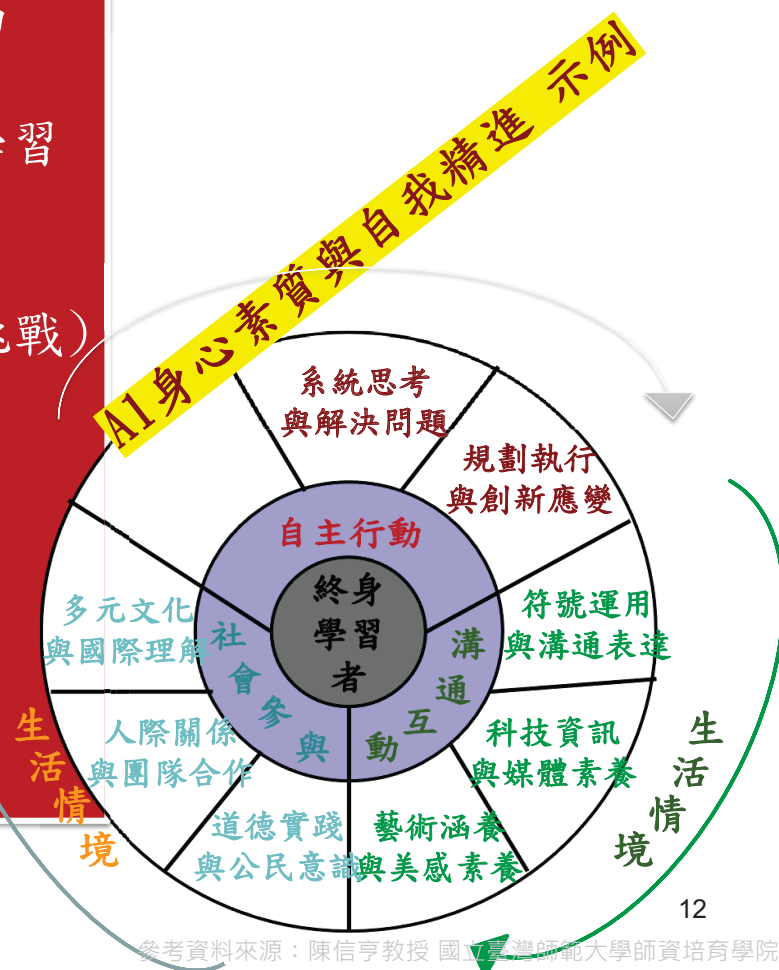 習
戰）
A1身心素質與自我精進 示例
系統思考
與解決問題
規劃執行
與創新應變
自主行動
終身
學習
者
多元文化
與國際理解
社會參與
溝通互動
符號運用
與溝通表達
人際關係
與團隊合作
科技資訊
與媒體素養
道德實踐
與公民意識
藝術涵養
與美感素養
生活情境
生活情境
12
參考資料來源：陳信亨教授 國立臺灣師範大學師資培育學院